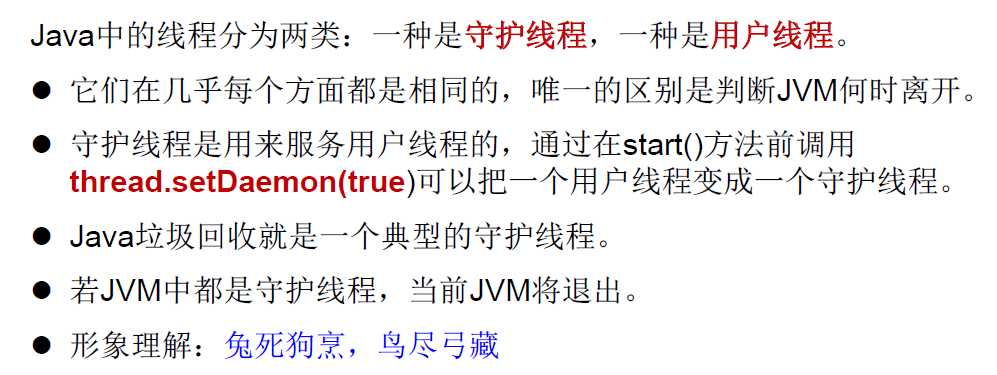 Java中的线程分为两类：一种是守护线程，一种是用户线程。
● 它们在几乎每个方面都是相同的，唯一的区别是判断JVM何时离开。
● 守护线程是用来服务用户线程的，通过在start()方法前调用
thread.setDaemon(true)可以把一个用户线程变成一个守护线程。
● Java垃圾回收就是一个典型的守护线程。
● 若JVM中都是守护线程，当前JVM将退出。
● 形象理解：兔死狗烹，鸟尽弓藏